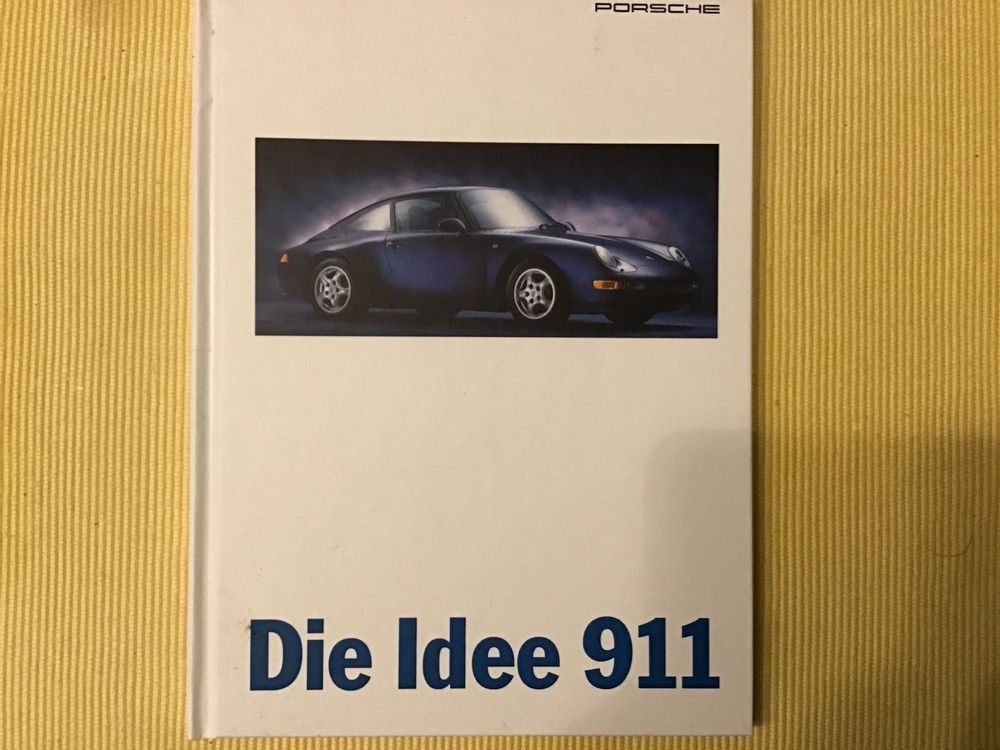 PORSCHE
Die Idee 911